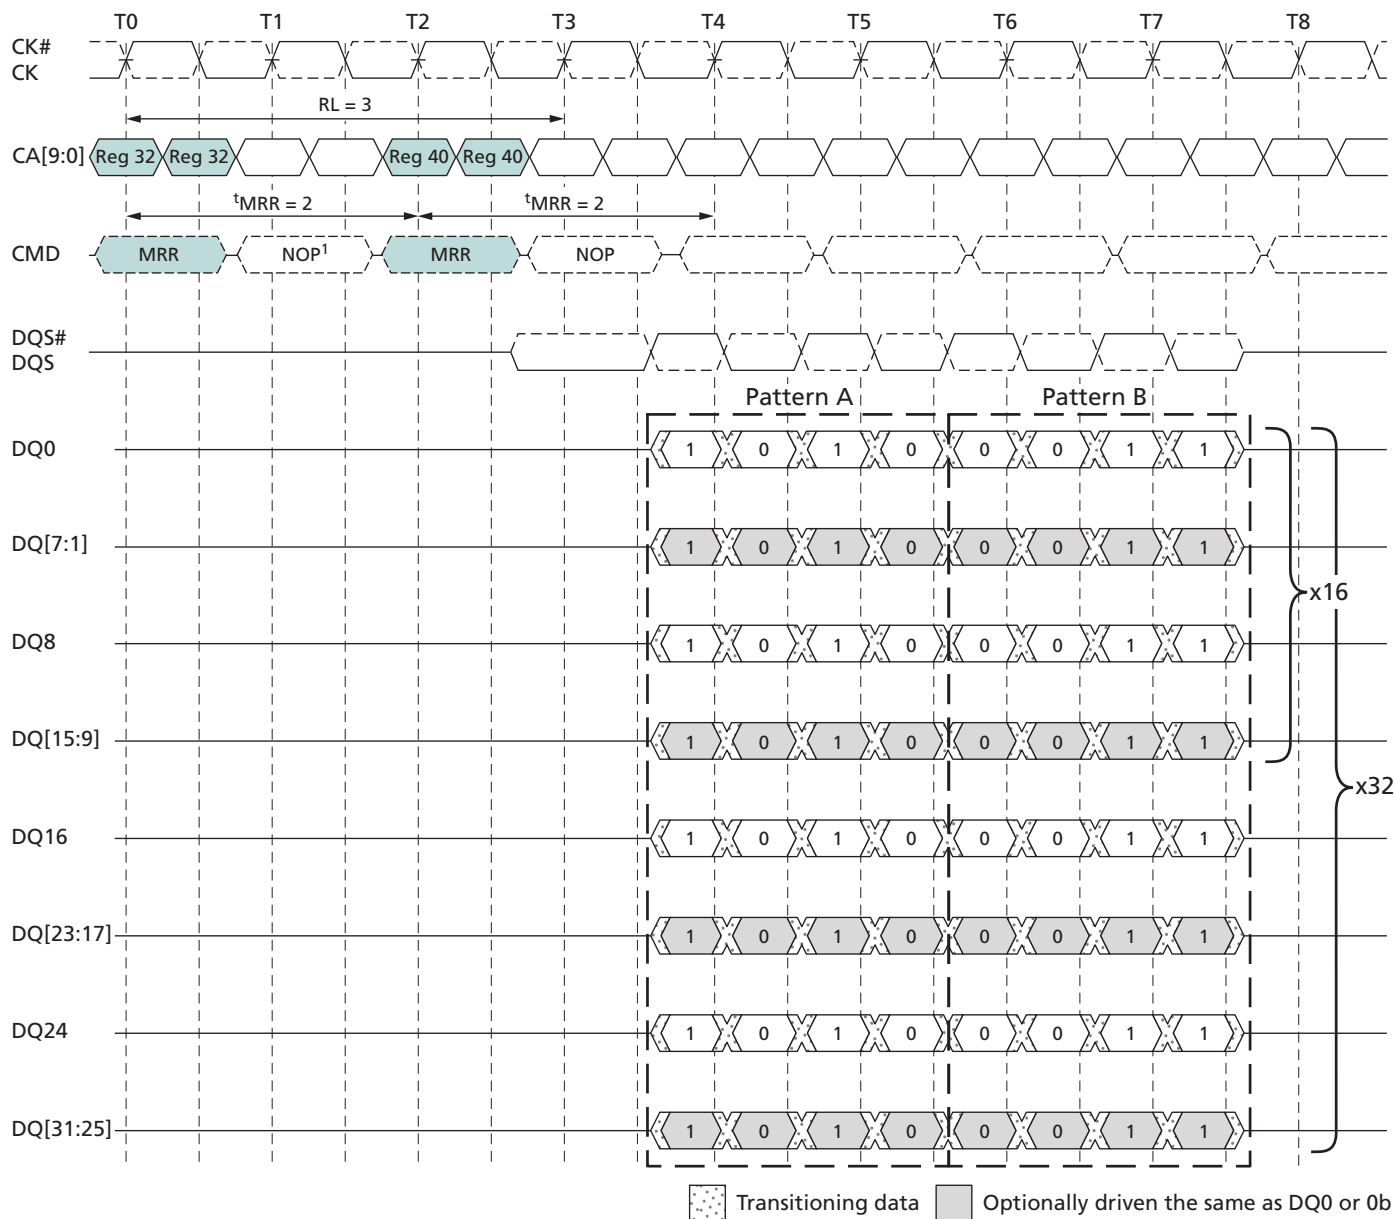 T0 T1 T2 T3 T4 T5 T6 T7 T8
CK#
CK
RL = 3
CA[9:0] Reg 32 Reg 32 Reg 40 Reg 40
tMRR = 2 tMRR = 2
CMD MRR NOP1 MRR NOP
DQS#
DQS
Pattern A Pattern B
DQ0 1 0 1 0 0 0 1 1
DQ[7:1] 1 0 1 0 0 0 1 1
x16
DQ8 1 0 1 0 0 0 1 1
DQ[15:9] 1 0 1 0 0 0 1 1
x32
DQ16 1 0 1 0 0 0 1 1
DQ[23:17] 1 0 1 0 0 0 1 1
DQ24 1 0 1 0 0 0 1 1
DQ[31:25] 1 0 1 0 0 0 1 1
Transitioning data Optionally driven the same as DQ0 or 0b